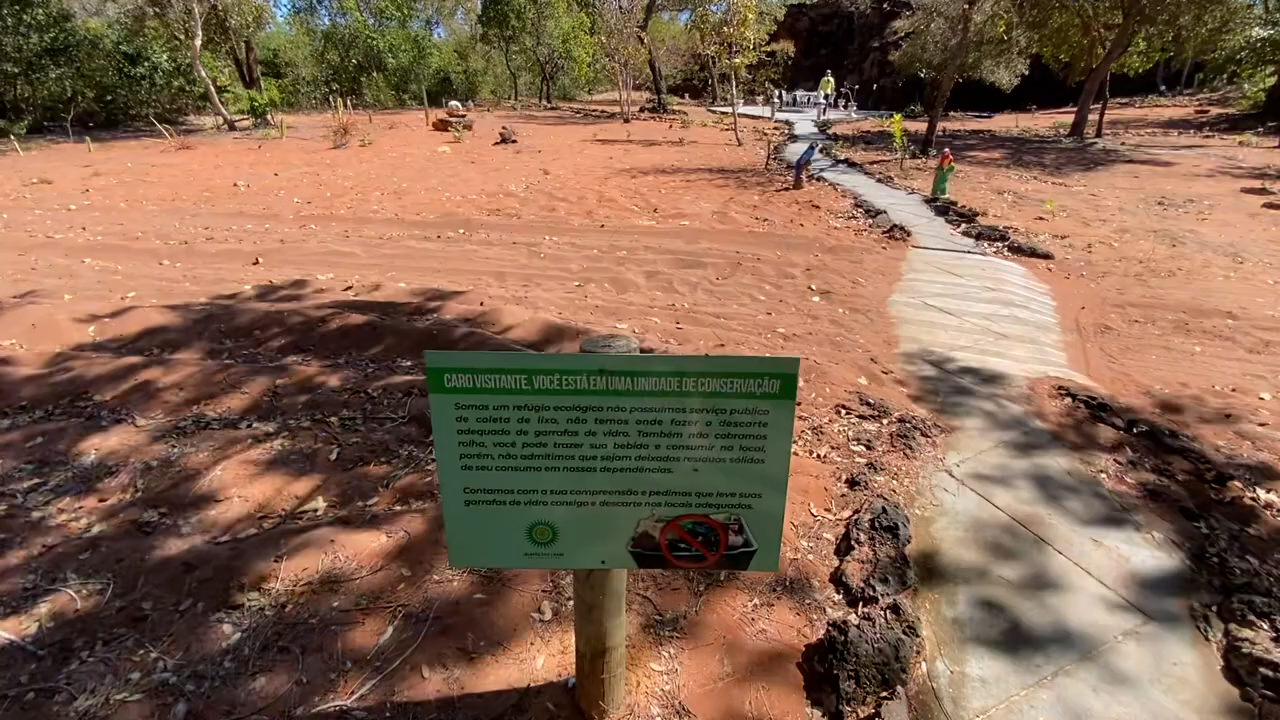 CARO VISITANTE, VOCÊ ESTÁ EM UMA UNIDADE DE CONSERVAÇÃO!
Somos um refúgio ecológico não possuímos serviço publico
de coleta de lixo, não temos onde fazer o descarte
adequado de garrafas de vidro. Também não cobramos
rolha, você pode trazer sua bebida e consumir no local,
porém, não admitimos que sejam deixados resíduos sólidos
de seu consumo em nossas dependências.
Contamos com a sua compreensão e pedimos que leve suas
garrafas de vidro consigo e descarte nos locais adequados.